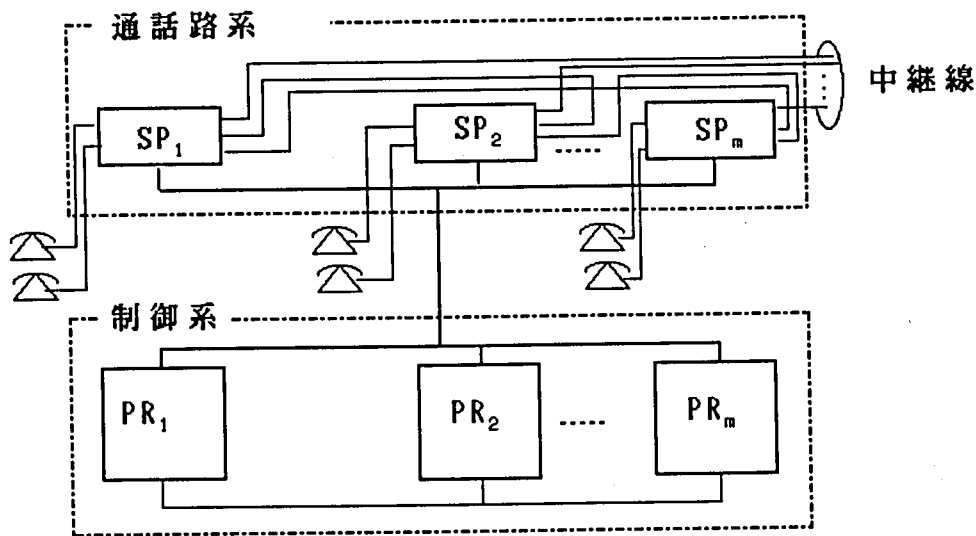 通話路系
中継線
SP₁
SP₂
.....
SPₘ
制御系
PR₁
PR₂
.....
PRₘ